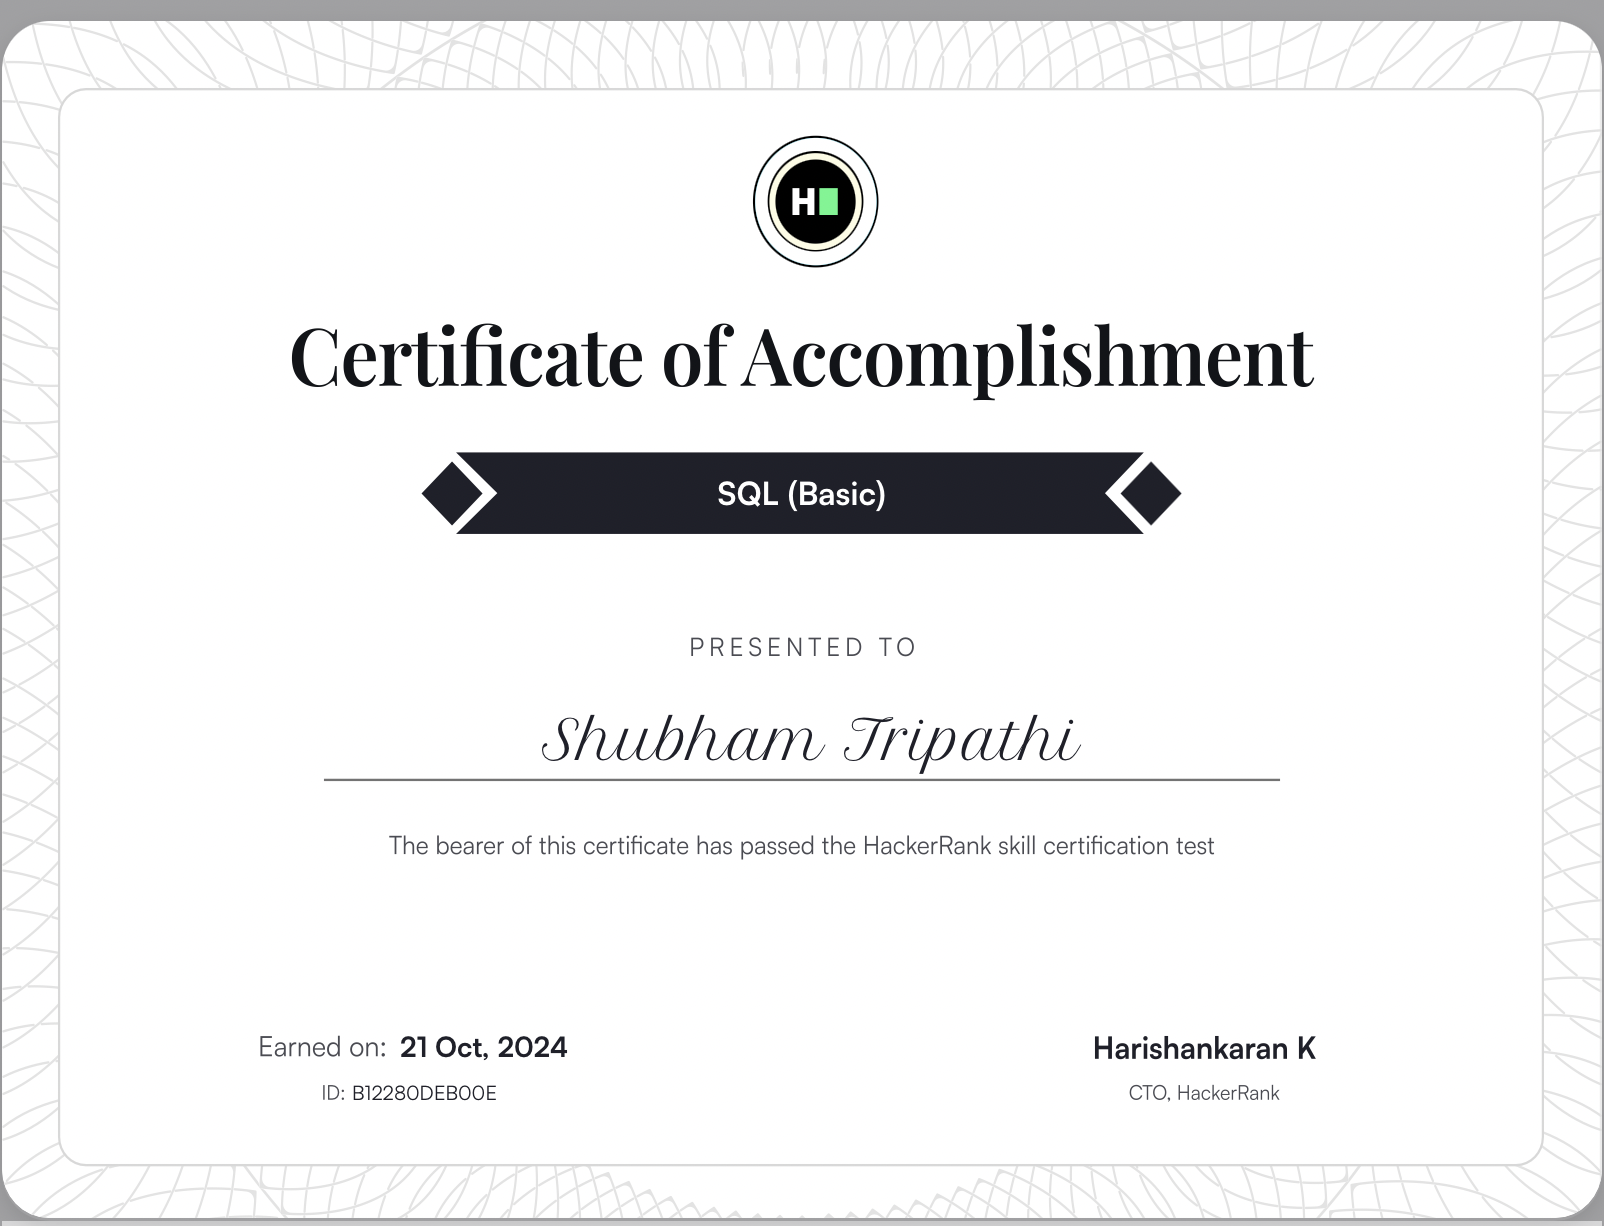 H
Certificate of Accomplishment
SQL (Basic)
PRESENTED TO
Shubham Tripathi
The bearer of this certificate has passed the HackerRank skill certification test
Earned on: 21 Oct, 2024
ID: B12280DEB00E
Harishankaran K
CTO, HackerRank